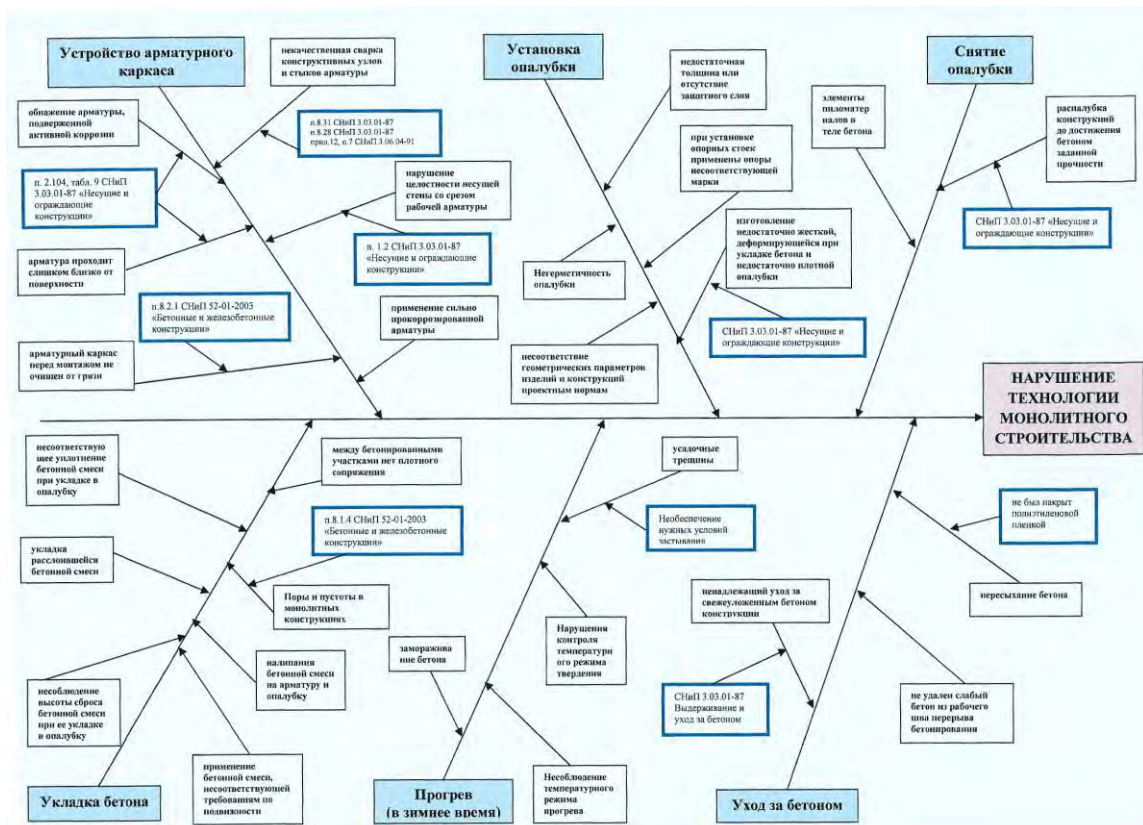 Устройство арматурного
каркаса
некачественная сварка
конструктивных узлов
и стыков арматуры
обнажение арматуры,
подверженной
активной коррозии
п.8.31 СНиП 3.03.01-87
п.8.28 СНиП 3.03.01-87
прил.12, п.7 СНиП 3.06.04-91
п. 2.104, табл. 9 СНиП
3.03.01-87 «Несущие и
ограждающие
конструкции»
нарушение
целостности несущей
стены со срезом
рабочей арматуры
п. 1.2 СНиП 3.03.01-87
«Несущие и ограждающие
конструкции»
арматура проходит
слишком близко от
поверхности
п.8.2.1 СНиП 52-01-2003
«Бетонные и железобетонные
конструкции»
применение сильно
прокоррозированной
арматуры
арматурный каркас
перед монтажом не
очищен от грязи
Установка
опалубки
недостаточная
толщина или
отсутствие
защитного слоя
при установке
опорных стоек
применены опоры
несоответствующей
марки
изготовление
недостаточно жесткой,
деформирующейся при
укладке бетона и
недостаточно плотной
опалубки
Негерметичность
опалубки
СНиП 3.03.01-87 «Несущие и
ограждающие конструкции»
несоответствие
геометрических параметров
изделий и конструкций
проектным нормам
Снятие
опалубки
элементы
пиломатер
иалов в
теле бетона
распалубка
конструкций
до достижения
бетоном
заданной
прочности
СНиП 3.03.01-87 «Несущие и
ограждающие конструкции»
НАРУШЕНИЕ
ТЕХНОЛОГИИ
МОНОЛИТНОГО
СТРОИТЕЛЬСТВА
несоответствую
щее уплотнение
бетонной смеси
при укладке в
опалубку
между бетонированными
участками нет плотного
сопряжения
п.8.1.4 СНиП 52-01-2003
«Бетонные и железобетонные
конструкции»
укладка
расслоившейся
бетонной смеси
Поры и пустоты в
монолитных
конструкциях
налипания
бетонной смеси
на арматуру и
опалубку
несоблюдение
высоты сброса
бетонной смеси
при ее укладке
в опалубку
применение
бетонной смеси,
несоответствующей
требованиям по
подвижности
Укладка бетона
усадочные
трещины
Необеспечение
нужных условий
застывания
Нарушения
контроля
температурн
ого режима
твердения
заморажива
ние бетона
Несоблюдение
температурного
режима
прогрева
Прогрев
(в зимнее время)
не был накрыт
полиэтиленовой
пленкой
пересыхание бетона
ненадлежащий уход за
свежеуложенным бетоном
конструкции
СНиП 3.03.01-87
Выдерживание и
уход за бетоном
не удален слабый
бетон из рабочего
шва перерыва
бетонирования
Уход за бетоном